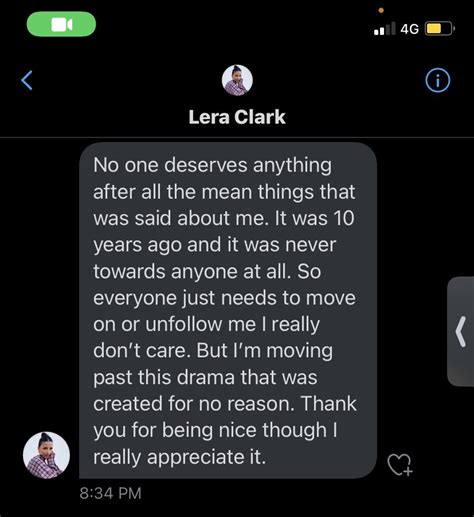 4G
Lera Clark
No one deserves anything
after all the mean things that
was said about me. It was 10
years ago and it was never
towards anyone at all. So
everyone just needs to move
on or unfollow me I really
don't care. But I'm moving
past this drama that was
created for no reason. Thank
you for being nice though I
really appreciate it.
8:34 PM